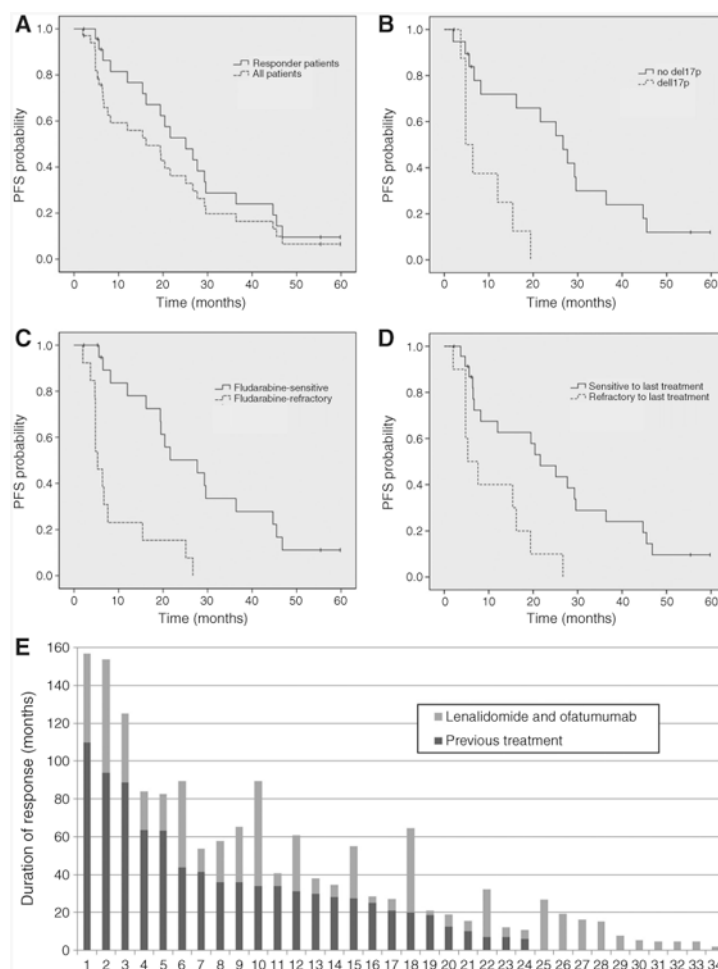 A
B
1.0
0.8
0.6
0.4
0.2
0.0
PFS probability
Responder patients
All patients
0 10 20 30 40 50 60
Time (months)
1.0
0.8
0.6
0.4
0.2
0.0
PFS probability
no del17p
dell17p
0 10 20 30 40 50 60
Time (months)
C
D
1.0
0.8
0.6
0.4
0.2
0.0
PFS probability
Fludarabine-sensitive
Fludarabine-refractory
0 10 20 30 40 50 60
Time (months)
1.0
0.8
0.6
0.4
0.2
0.0
PFS probability
Sensitive to last treatment
Refractory to last treatment
0 10 20 30 40 50 60
Time (months)
E
160
140
120
100
80
60
40
20
0
Duration of response (months)
Lenalidomide and ofatumumab
Previous treatment
1 2 3 4 5 6 7 8 9 10 11 12 13 14 15 16 17 18 19 20 21 22 23 24 25 26 27 28 29 30 31 32 33 34